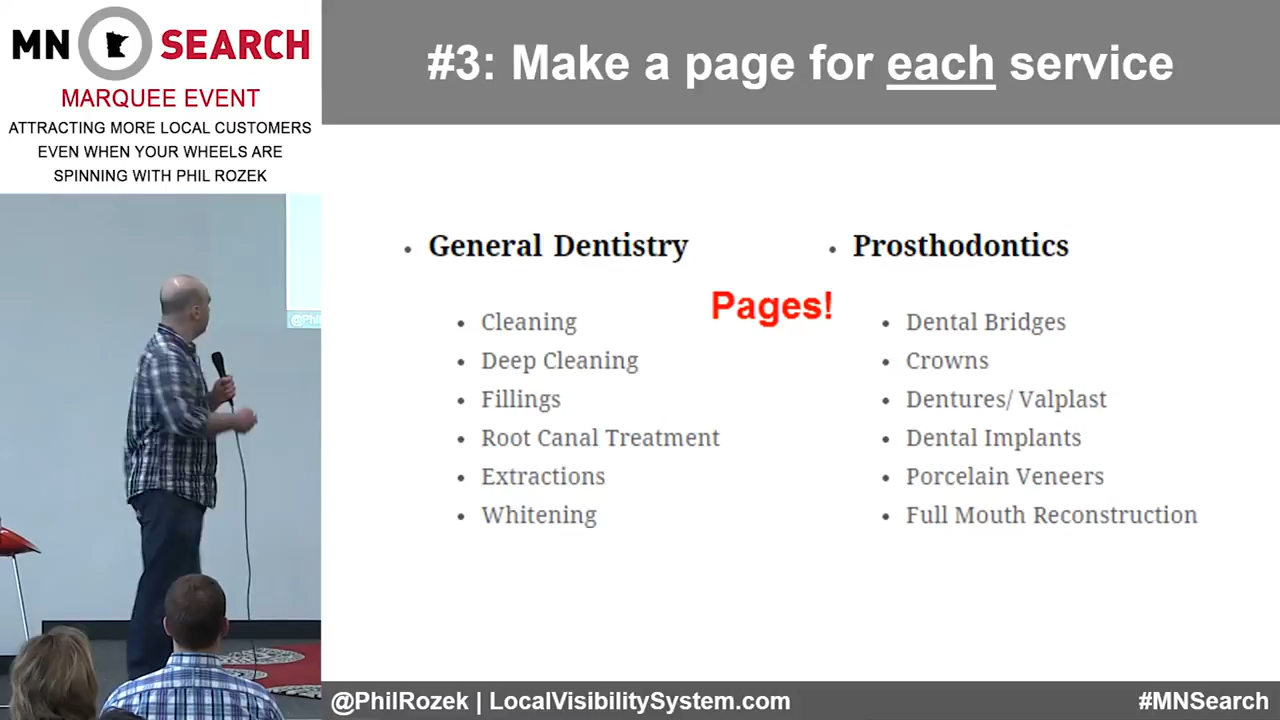 MN SEARCH
MARQUEE EVENT
ATTRACTING MORE LOCAL CUSTOMERS
EVEN WHEN YOUR WHEELS ARE
SPINNING WITH PHIL ROZEK
@Phil
#3: Make a page for each service
• General Dentistry
• Cleaning
• Deep Cleaning
• Fillings
• Root Canal Treatment
• Extractions
• Whitening
Pages!
• Prosthodontics
• Dental Bridges
• Crowns
• Dentures/ Valplast
• Dental Implants
• Porcelain Veneers
• Full Mouth Reconstruction
@PhilRozek | LocalVisibilitySystem.com
#MNSearch